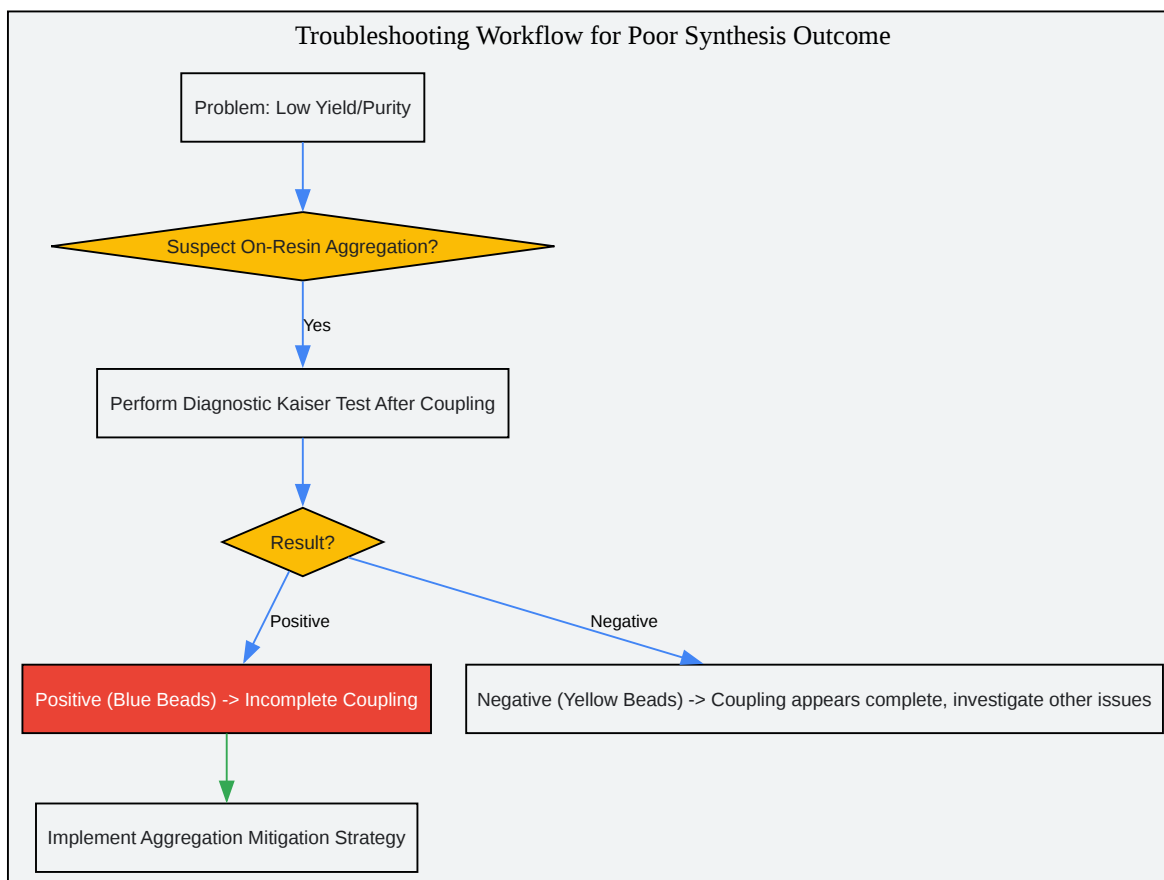 Troubleshooting Workflow for Poor Synthesis Outcome
Problem: Low Yield/Purity
Suspect On-Resin Aggregation?
Yes
Perform Diagnostic Kaiser Test After Coupling
Result?
Positive
Negative
Positive (Blue Beads) -> Incomplete Coupling
Negative (Yellow Beads) -> Coupling appears complete, investigate other issues
Implement Aggregation Mitigation Strategy